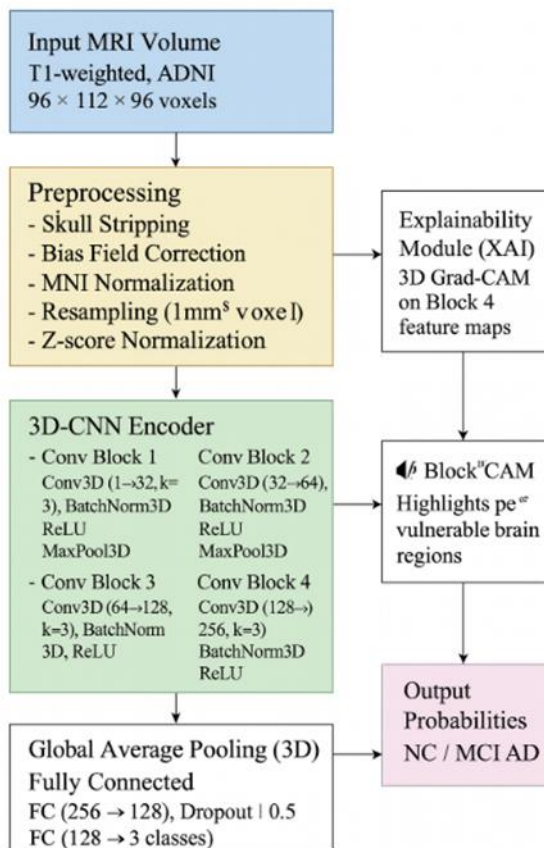 Input MRI Volume
T1-weighted, ADNI
96 × 112 × 96 voxels
Preprocessing
- Skull Stripping
- Bias Field Correction
- MNI Normalization
- Resampling (1mm$ voxel)
- Z-score Normalization
Explainability
Module (XAI)
3D Grad-CAM
on Block 4
feature maps
3D-CNN Encoder
- Conv Block 1
Conv3D (1→32, k=
3), BatchNorm3D
ReLU
MaxPool3D
Conv Block 2
Conv3D (32→64),
BatchNorm3D
ReLU
MaxPool3D
- Conv Block 3
Conv3D (64→128,
k=3), BatchNorm
3D, ReLU
Conv Block 4
Conv3D (128→)
256, k=3)
BatchNorm3D
ReLU
Block"CAM
Highlights
vulnerable brain
regions
Global Average Pooling (3D)
Fully Connected
FC (256 → 128), Dropout | 0.5
FC (128 → 3 classes)
Output
Probabilities
NC / MCI AD